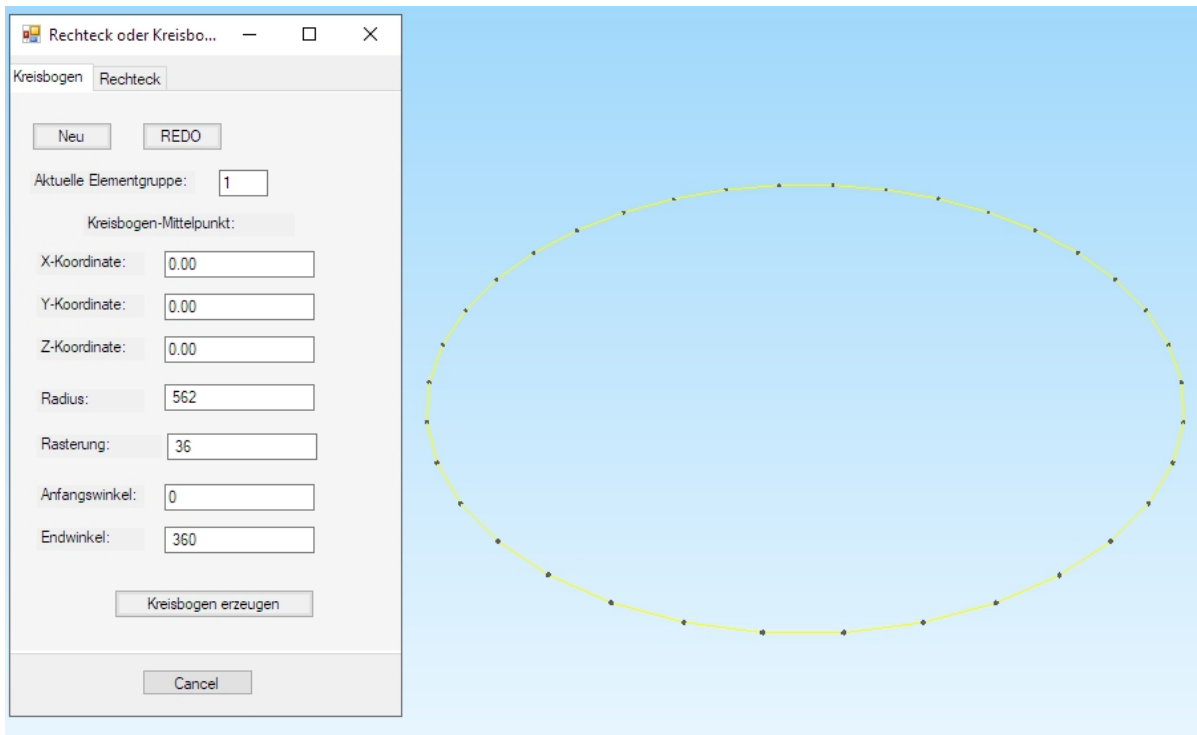 Rechteck oder Kreisbo...
Kreisbogen Rechteck
Neu REDO
Aktuelle Elementgruppe: 1
Kreisbogen-Mittelpunkt:
X-Koordinate: 0.00
Y-Koordinate: 0.00
Z-Koordinate: 0.00
Radius: 562
Rasterung: 36
Anfangswinkel: 0
Endwinkel: 360
Kreisbogen erzeugen
Cancel